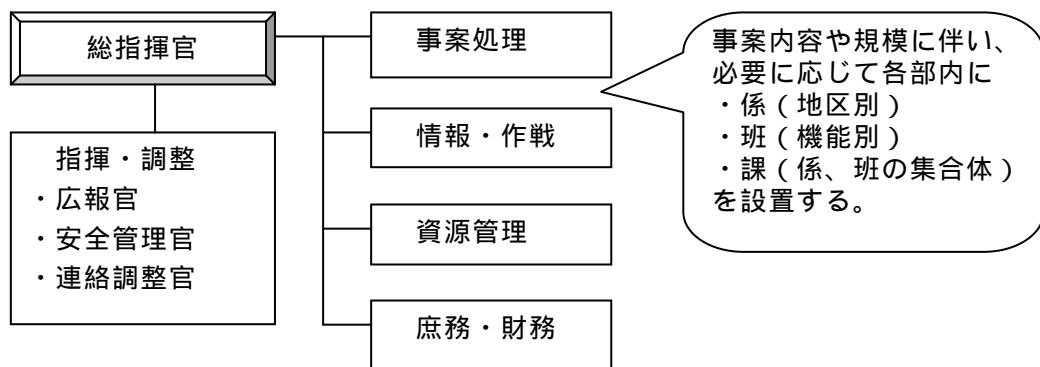 総指揮官
指揮・調整
・広報官
・安全管理官
・連絡調整官
事案処理
情報・作戦
資源管理
庶務・財務
事案内容や規模に伴い、
必要に応じて各部内に
・係（地区別）
・班（機能別）
・課（係、班の集合体）
を設置する。